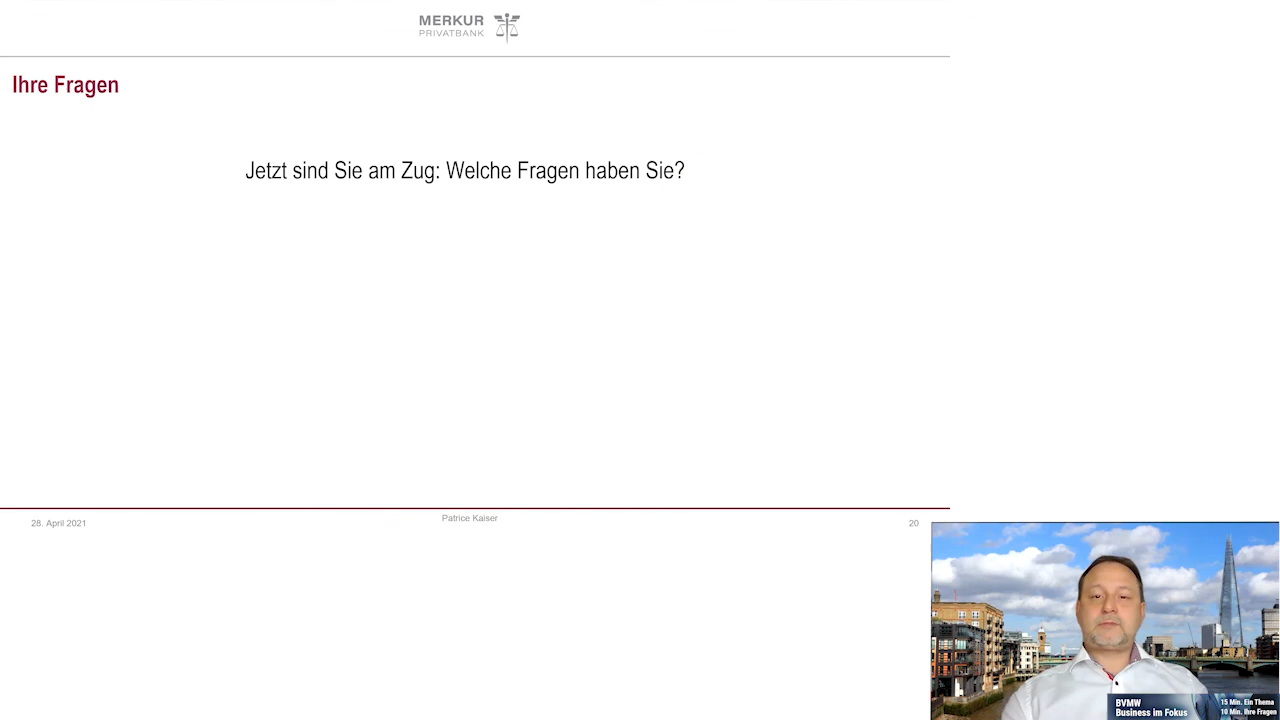 MERKUR
PRIVATBANK
Ihre Fragen
Jetzt sind Sie am Zug: Welche Fragen haben Sie?
28. April 2021
Patrice Kaiser
20
BVMW
Business im Fokus
15 Min. Ein Thema
10 Min. Ihre Fragen